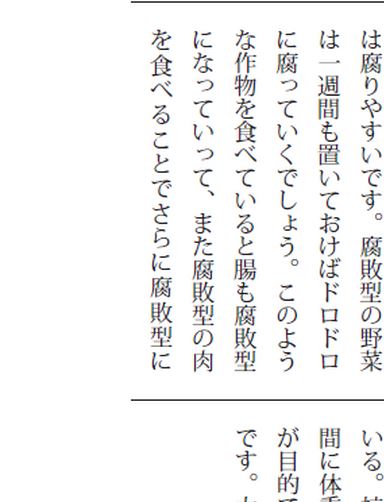 は腐りやすいです。腐敗型の野菜
は一週間も置いておけばドロドロ
に腐っていくでしょう。このよう
な作物を食べていると腸も腐敗型
になっていって、また腐敗型の肉
を食べることでさらに腐敗型に
いる。
間に体重
が目的で
です。